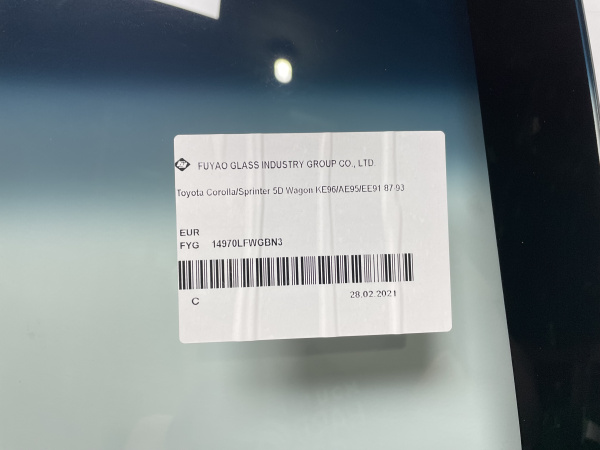 FUYAO GLASS INDUSTRY GROUP CO., LTD
Toyota Corolla/Sprinter 5D Wagon KE96/AE95/EE91 87-93
EUR
FYG 14970LFWGBN3
C 28.02.2021